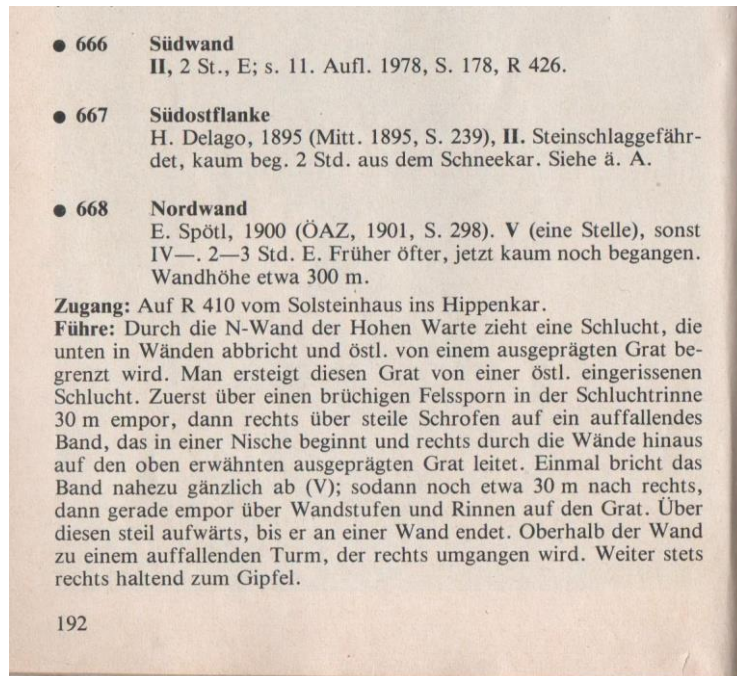 ● 666 Südwand
II, 2 St., E; s. 11. Aufl. 1978, S. 178, R 426.
● 667 Südostflanke
H. Delago, 1895 (Mitt. 1895, S. 239), II. Steinschlaggefähr-
det, kaum beg. 2 Std. aus dem Schneekar. Siehe ä. A.
● 668 Nordwand
E. Spötl, 1900 (ÖAZ, 1901, S. 298). V (eine Stelle), sonst
IV—. 2—3 Std. E. Früher öfter, jetzt kaum noch begangen.
Wandhöhe etwa 300 m.
Zugang: Auf R 410 vom Solsteinhaus ins Hippenkar.
Führe: Durch die N-Wand der Hohen Warte zieht eine Schlucht, die
unten in Wänden abbricht und östl. von einem ausgeprägten Grat be-
grenzt wird. Man ersteigt diesen Grat von einer östl. eingerissenen
Schlucht. Zuerst über einen brüchigen Felssporn in der Schluchtrinne
30 m empor, dann rechts über steile Schrofen auf ein auffallendes
Band, das in einer Nische beginnt und rechts durch die Wände hinaus
auf den oben erwähnten ausgeprägten Grat leitet. Einmal bricht das
Band nahezu gänzlich ab (V); sodann noch etwa 30 m nach rechts,
dann gerade empor über Wandstufen und Rinnen auf den Grat. Über
diesen steil aufwärts, bis er an einer Wand endet. Oberhalb der Wand
zu einem auffallenden Turm, der rechts umgangen wird. Weiter stets
rechts haltend zum Gipfel.
192